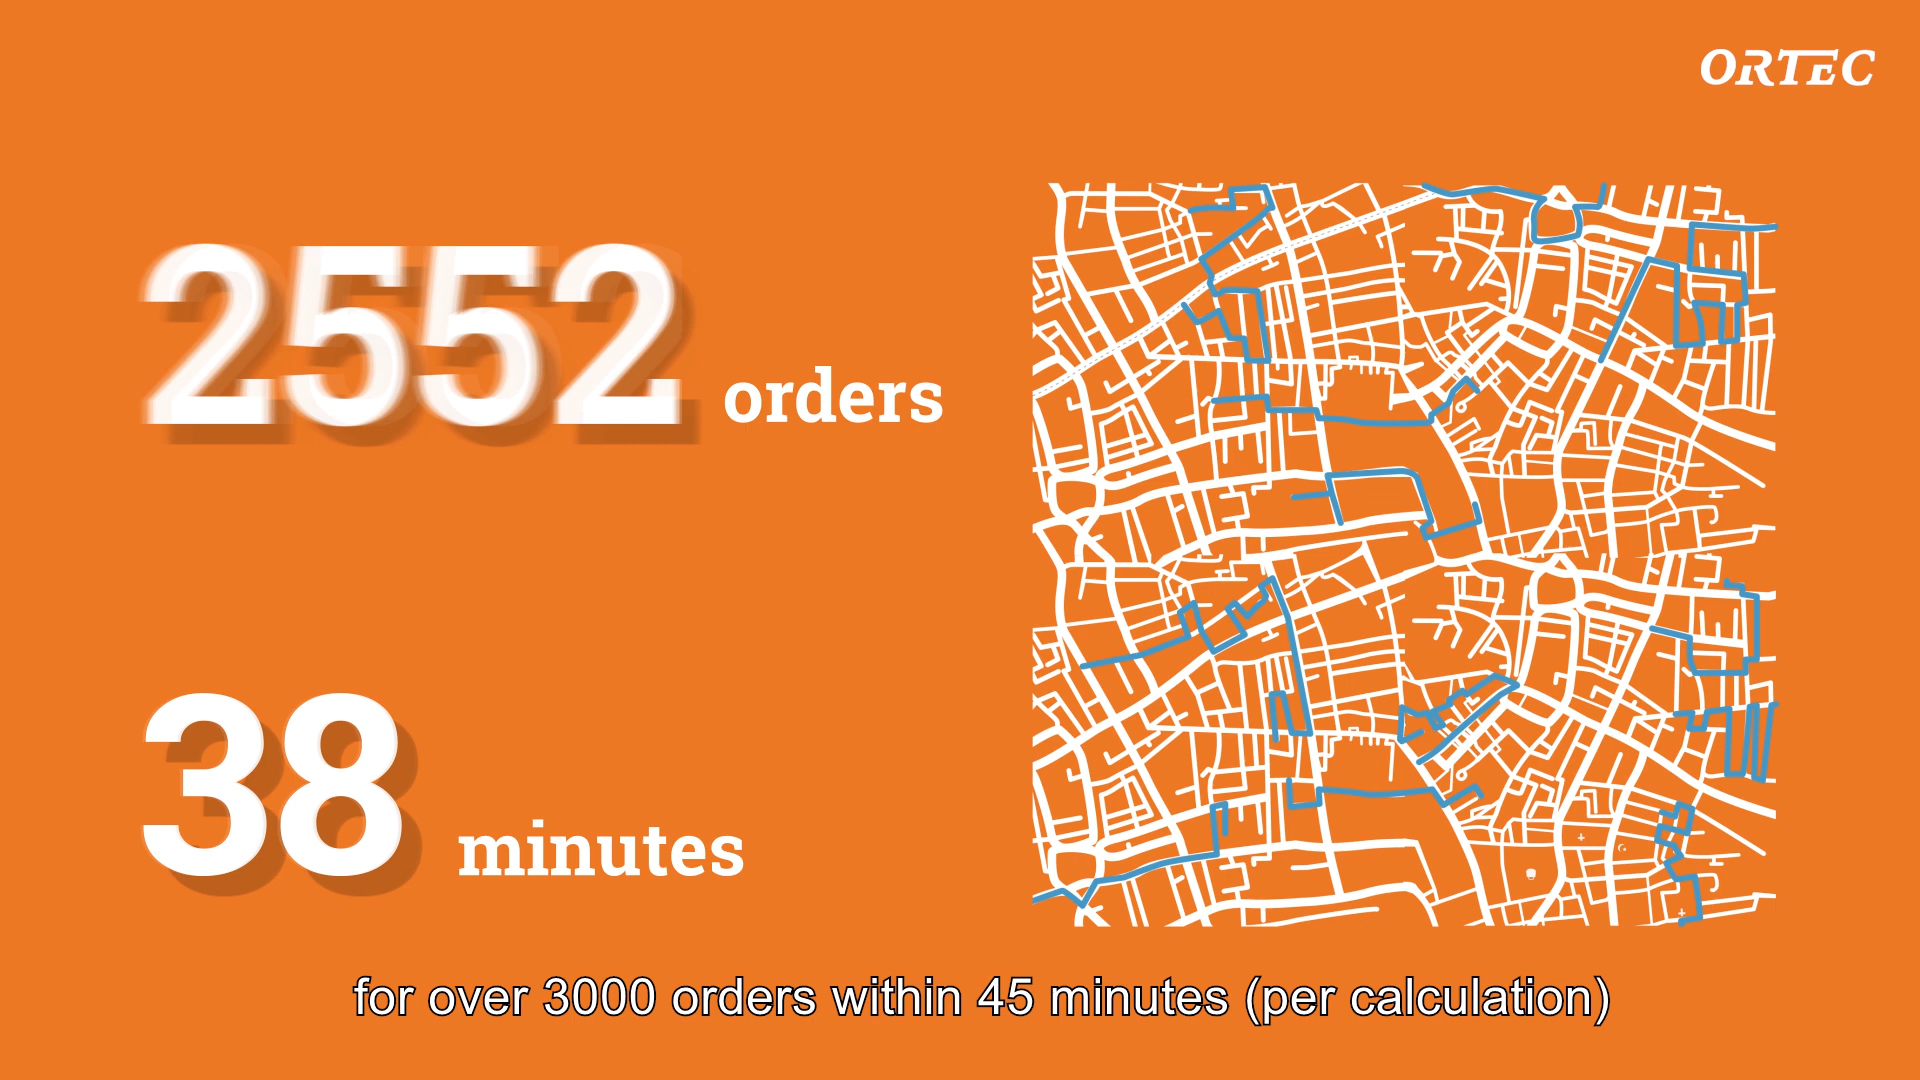 ORTEC
2552 orders
38 minutes
for over 3000 orders within 45 minutes (per calculation)